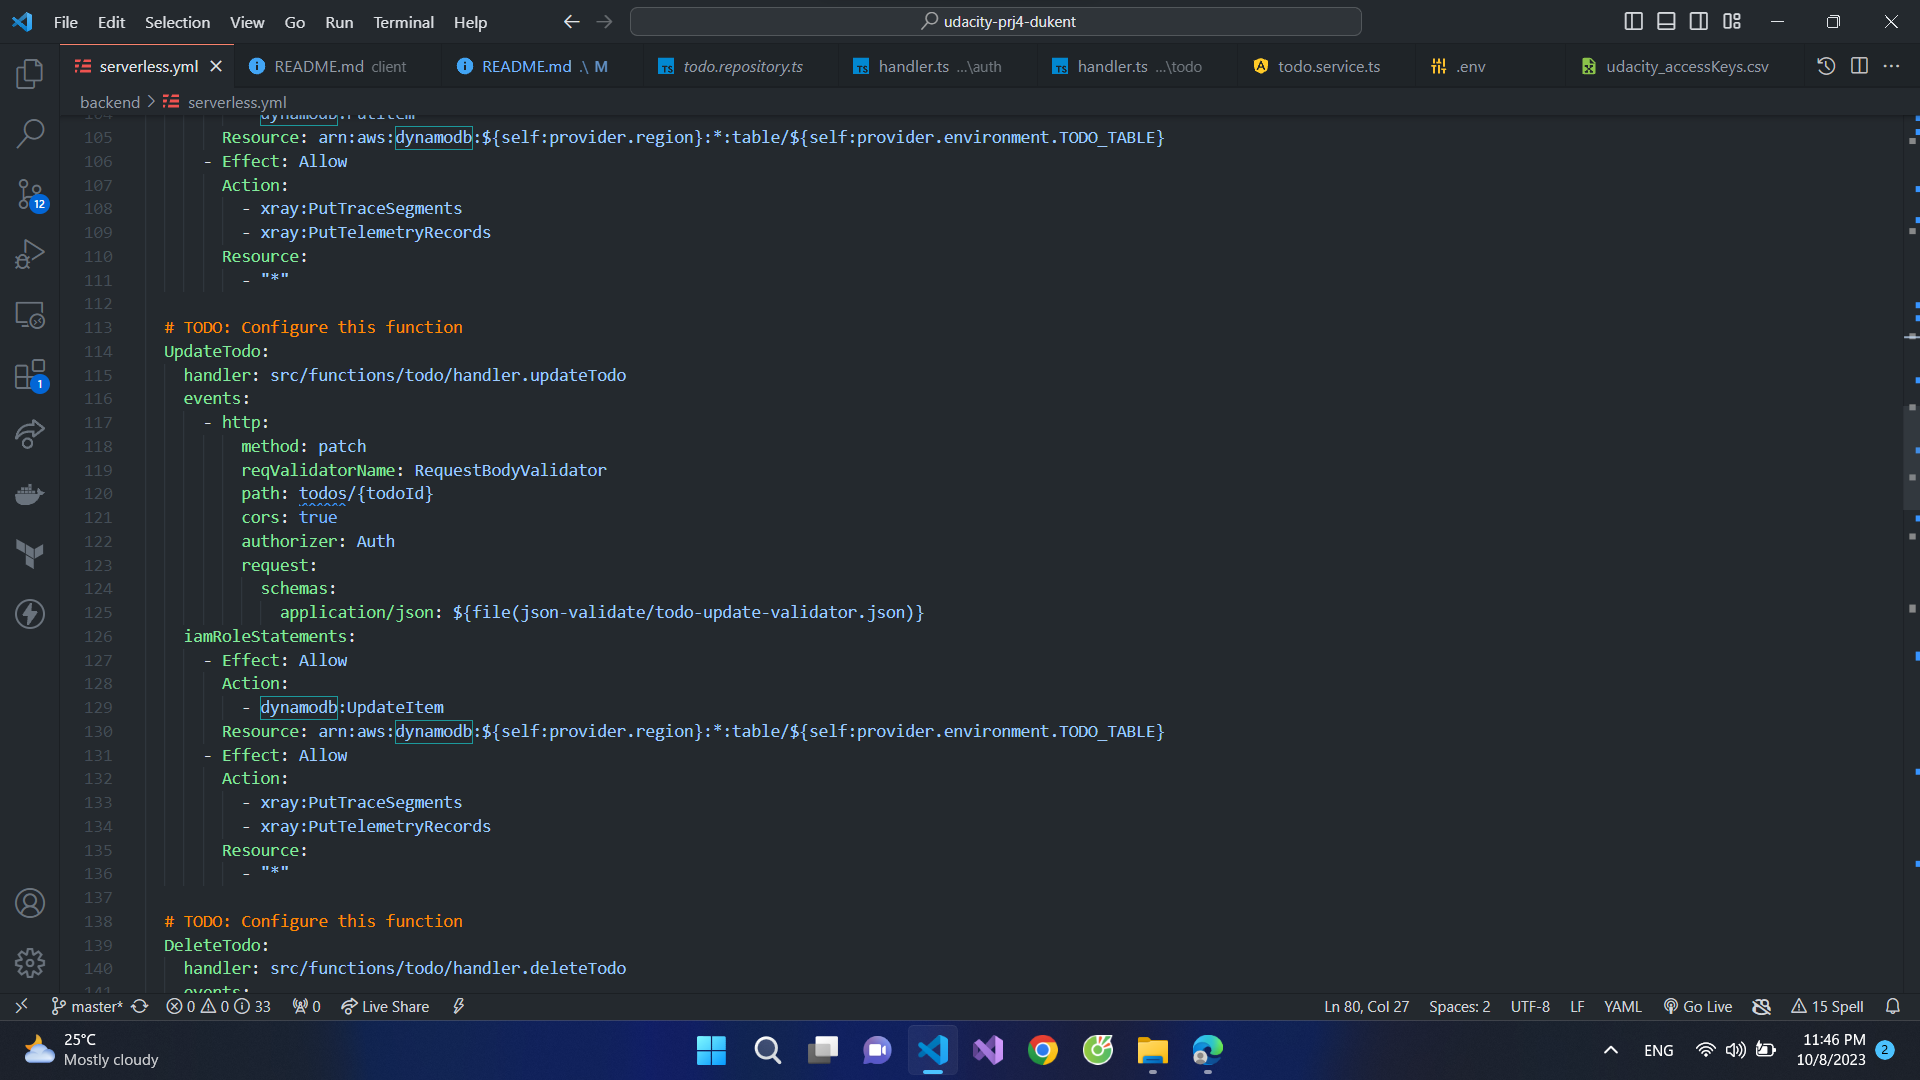 File Edit Selection View Go Run Terminal Help
udacity-prj4-dukent
serverless.yml
README.md client
README.md .\ M
todo.repository.ts
handler.ts ...\auth
handler.ts ...\todo
todo.service.ts
.env
udacity_accessKeys.csv
backend > serverless.yml
105 Resource: arn:aws:dynamodb:${self:provider.region}:*:table/${self:provider.environment.TODO_TABLE}
106 - Effect: Allow
107 Action:
108 - xray:PutTraceSegments
109 - xray:PutTelemetryRecords
110 Resource:
111 - "*"
112
113 # TODO: Configure this function
114 UpdateTodo:
115 handler: src/functions/todo/handler.updateTodo
116 events:
117 - http:
118 method: patch
119 reqValidatorName: RequestBodyValidator
120 path: todos/{todoId}
121 cors: true
122 authorizer: Auth
123 request:
124 schemas:
125 application/json: ${file(json-validate/todo-update-validator.json)}
126 iamRoleStatements:
127 - Effect: Allow
128 Action:
129 - dynamodb:UpdateItem
130 Resource: arn:aws:dynamodb:${self:provider.region}:*:table/${self:provider.environment.TODO_TABLE}
131 - Effect: Allow
132 Action:
133 - xray:PutTraceSegments
134 - xray:PutTelemetryRecords
135 Resource:
136 - "*"
137
138 # TODO: Configure this function
139 DeleteTodo:
140 handler: src/functions/todo/handler.deleteTodo
141 events:
12
1
master* 0 0 33 0 Live Share
Ln 80, Col 27 Spaces: 2 UTF-8 LF YAML Go Live 15 Spell
25°C
Mostly cloudy
ENG
11:46 PM
10/8/2023
2